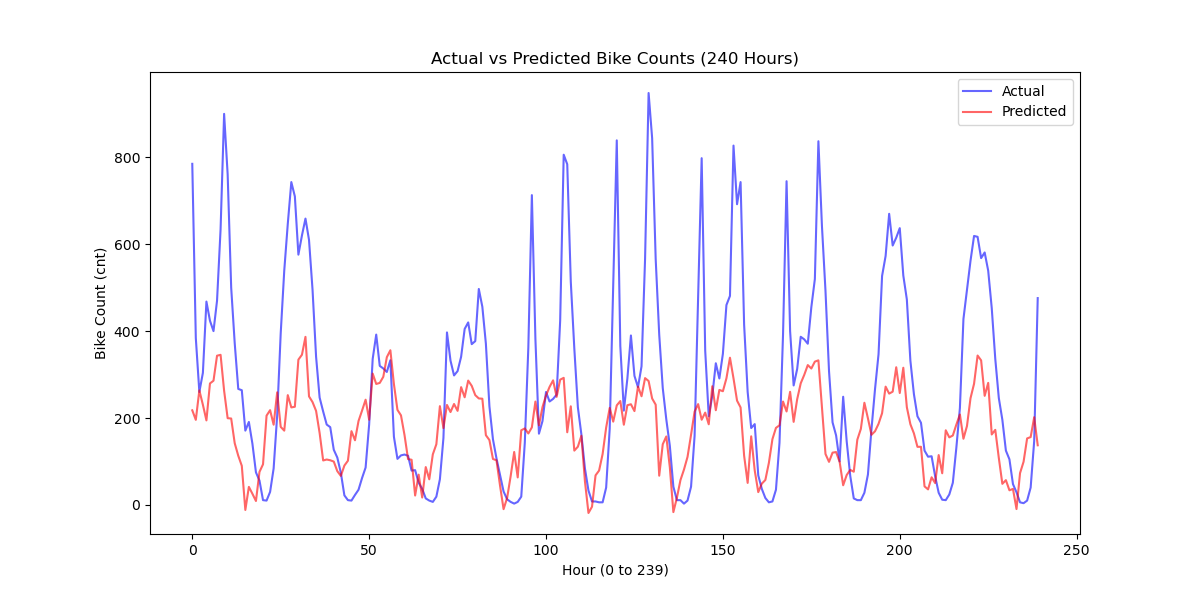 Actual vs Predicted Bike Counts (240 Hours)
Actual
Predicted
800
600
400
200
0
Bike Count (cnt)
0 50 100 150 200 250
Hour (0 to 239)